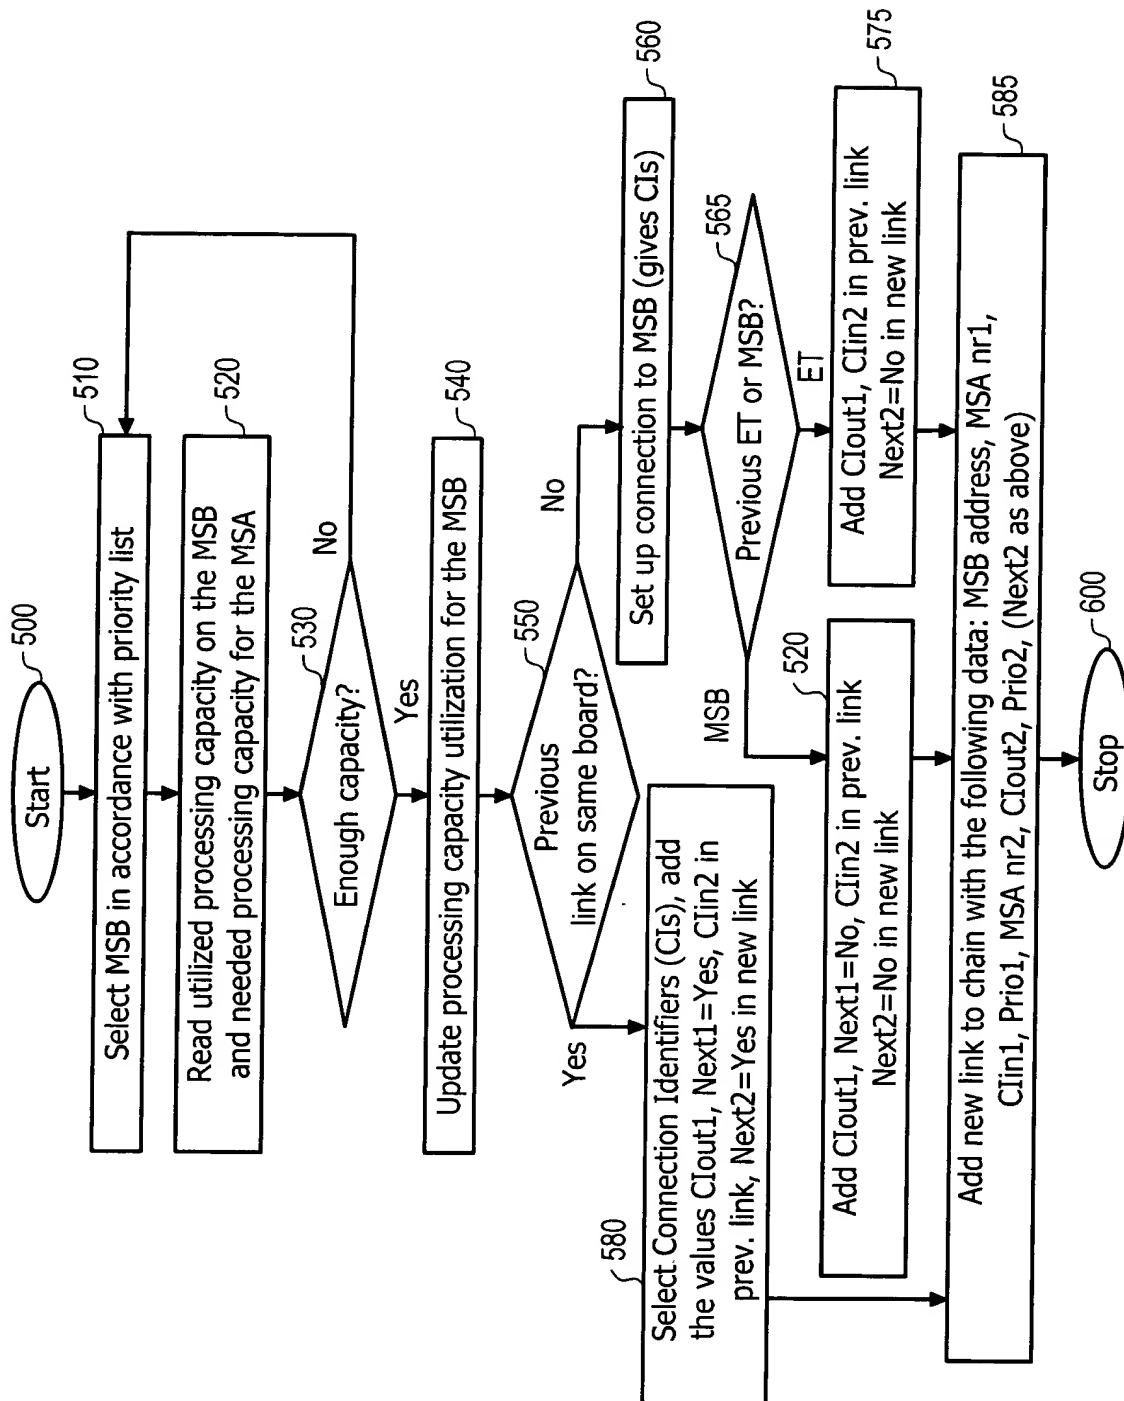 Start
500
Select MSB in accordance with priority list
510
Read utilized processing capacity on the MSB
and needed processing capacity for the MSA
520
Enough capacity?
530
No
Yes
Update processing capacity utilization for the MSB
540
Previous
link on same board?
550
No
Yes
Set up connection to MSB (gives CIs)
560
Previous ET or MSB?
565
MSB
ET
Select Connection Identifiers (CIs), add
the values CIout1, Next1=Yes, CIin2 in
prev. link, Next2=Yes in new link
580
Add CIout1, Next1=No, CIin2 in prev. link
Next2=No in new link
520
Add CIout1, CIin2 in prev. link
Next2=No in new link
575
Add new link to chain with the following data: MSB address, MSA nr1,
CIin1, Prio1, MSA nr2, CIout2, Prio2, (Next2 as above)
585
Stop
600